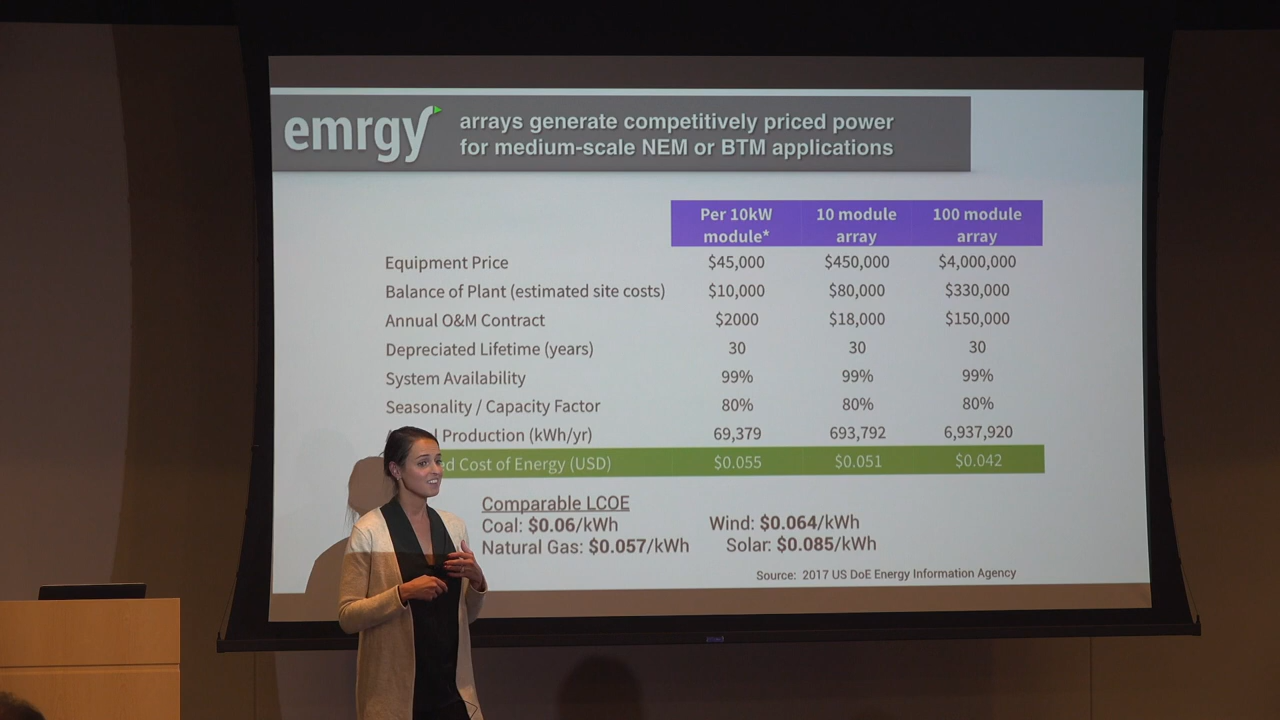 emrgy
arrays generate competitively priced power
for medium-scale NEM or BTM applications
Per 10kW module* 10 module array 100 module array
Equipment Price $45,000 $450,000 $4,000,000
Balance of Plant (estimated site costs) $10,000 $80,000 $330,000
Annual O&M Contract $2000 $18,000 $150,000
Depreciated Lifetime (years) 30 30 30
System Availability 99% 99% 99%
Seasonality / Capacity Factor 80% 80% 80%
Production (kWh/yr) 69,379 693,792 6,937,920
Cost of Energy (USD) $0.055 $0.051 $0.042
Comparable LCOE
Coal: $0.06/kWh Wind: $0.064/kWh
Natural Gas: $0.057/kWh Solar: $0.085/kWh
Source: 2017 US DoE Energy Information Agency